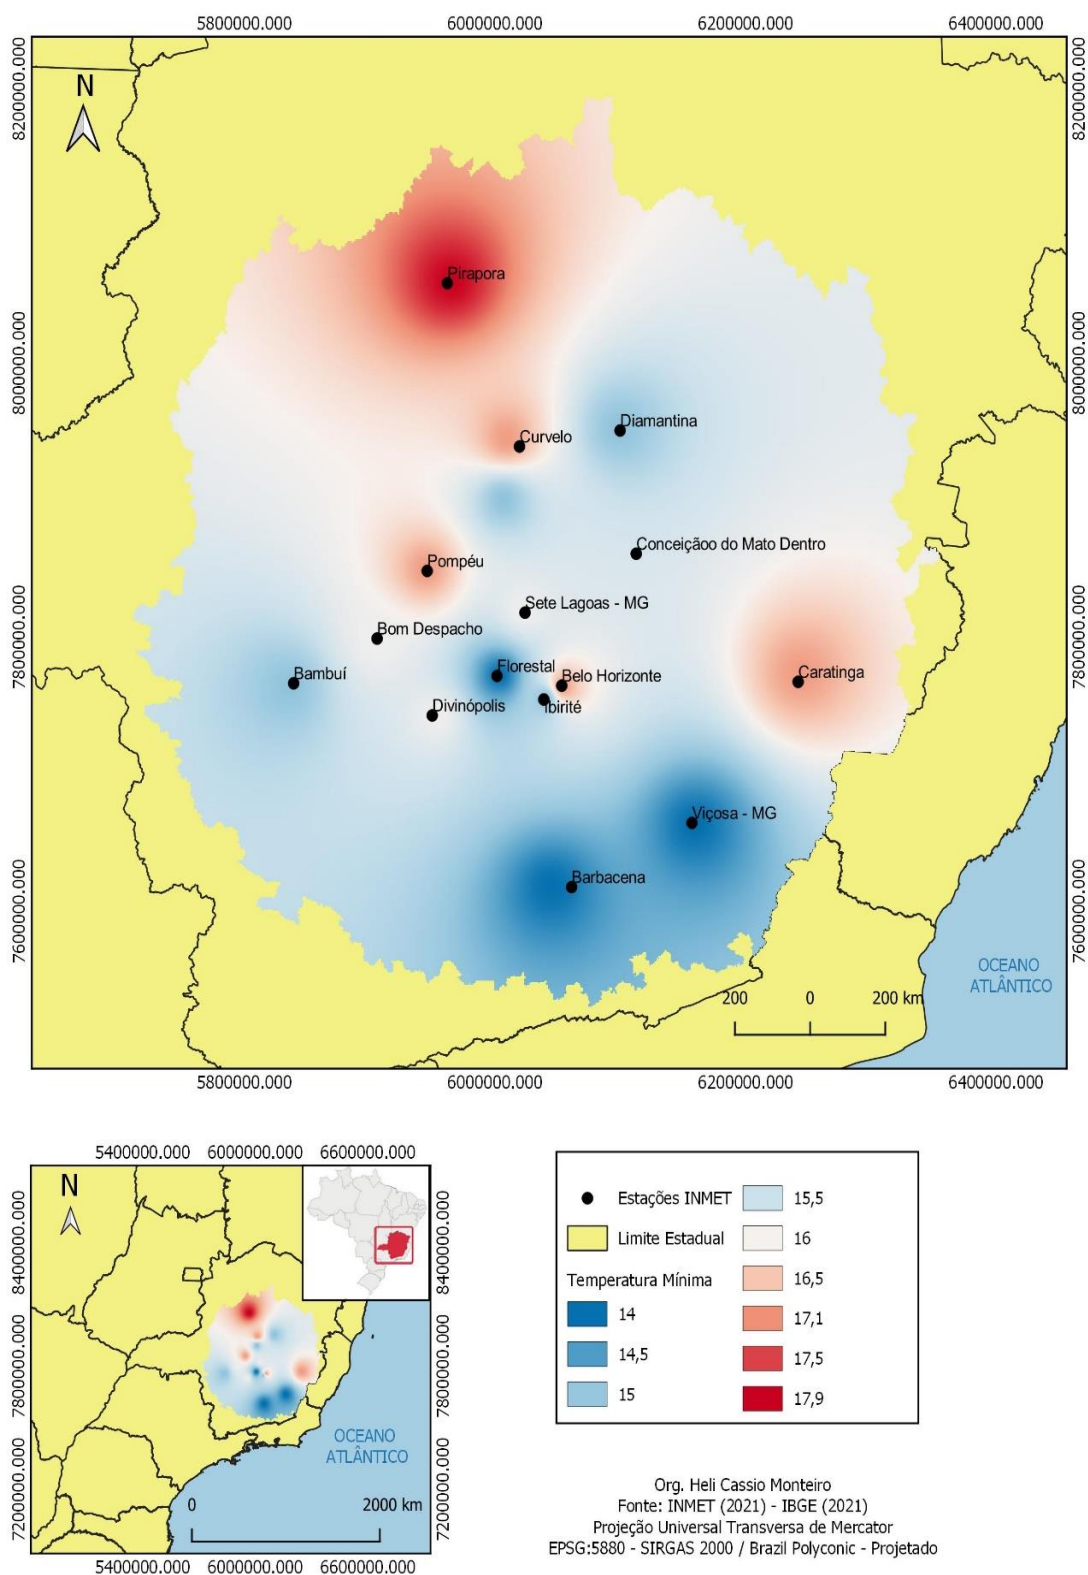 5800000.000 6000000.000 6200000.000 6400000.000
8200000.000 8200000.000
N
Pirapora
8000000.000 8000000.000
Diamantina
Curvelo
Conceiçãoo do Mato Dentro
Pompéu
Sete Lagoas - MG
Bom Despacho
7800000.000 7800000.000
Bambuí
Florestal
Belo Horizonte
Caratinga
Ibirité
Divinópolis
Viçosa - MG
Barbacena
7600000.000 7600000.000
OCEANO
ATLÂNTICO
200 0 200 km
5800000.000 6000000.000 6200000.000 6400000.000
5400000.000 6000000.000 6600000.000
N
8400000.000 8400000.000
7800000.000 7800000.000
OCEANO
ATLÂNTICO
7200000.000 7200000.000
0 2000 km
5400000.000 6000000.000 6600000.000
Estações INMET
Limite Estadual
Temperatura Mínima
14
14,5
15
15,5
16
16,5
17,1
17,5
17,9
Org. Heli Cassio Monteiro
Fonte: INMET (2021) - IBGE (2021)
Projeção Universal Transversa de Mercator
EPSG:5880 - SIRGAS 2000 / Brazil Polyconic - Projetado